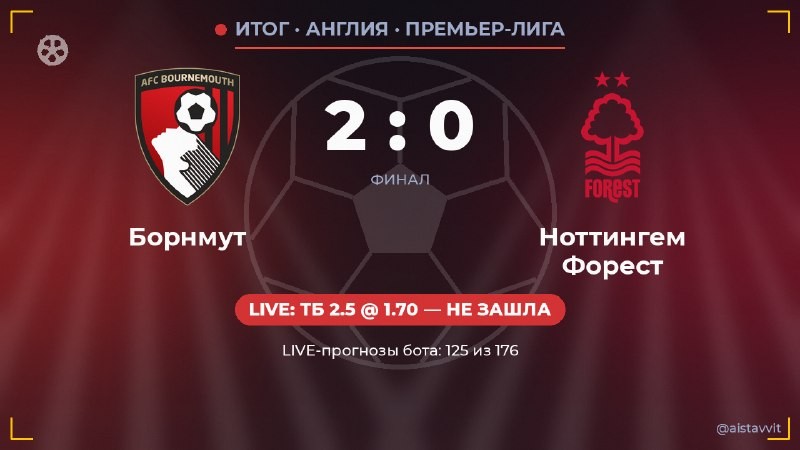 ИТОГ · АНГЛИЯ · ПРЕМЬЕР-ЛИГА
AFC BOURNEMOUTH
2 : 0
ФИНАЛ
FOREST
Борнмут
Ноттингем
Форест
LIVE: ТБ 2.5 @ 1.70 — НЕ ЗАШЛА
LIVE-прогнозы бота: 125 из 176
@aistavvit